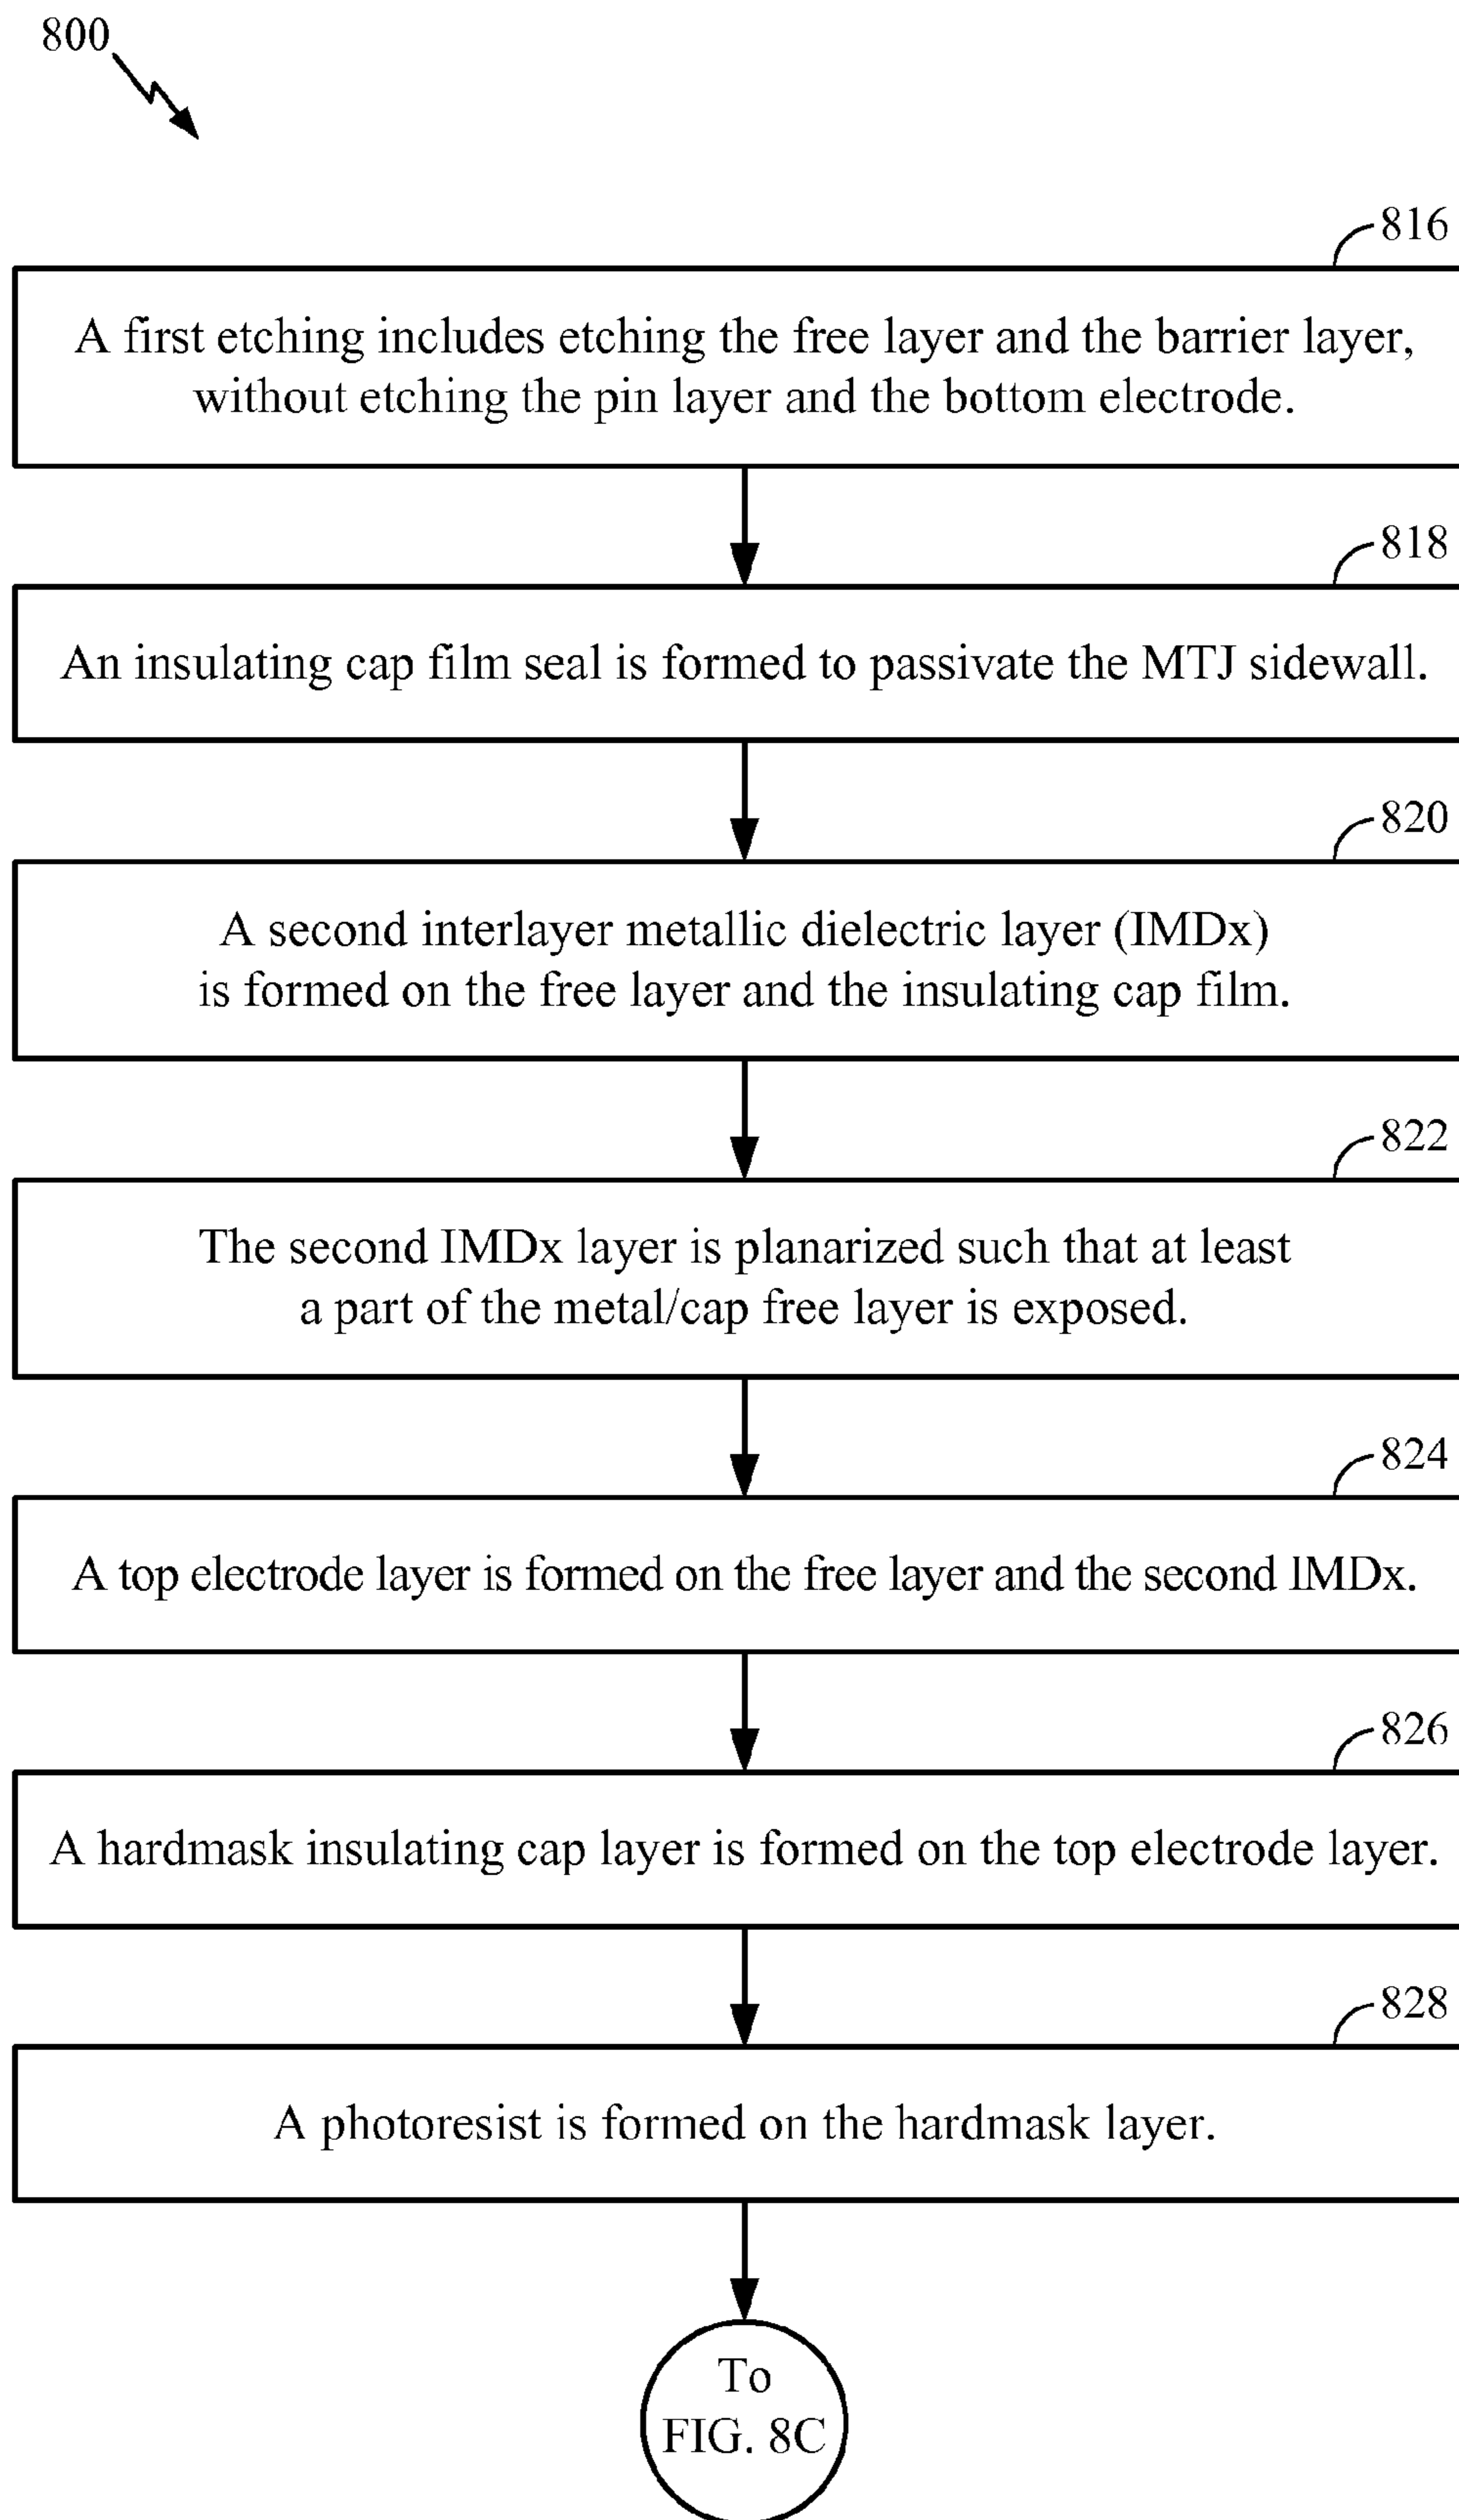 800
816
A first etching includes etching the free layer and the barrier layer,
without etching the pin layer and the bottom electrode.
818
An insulating cap film seal is formed to passivate the MTJ sidewall.
820
A second interlayer metallic dielectric layer (IMDx)
is formed on the free layer and the insulating cap film.
822
The second IMDx layer is planarized such that at least
a part of the metal/cap free layer is exposed.
824
A top electrode layer is formed on the free layer and the second IMDx.
826
A hardmask insulating cap layer is formed on the top electrode layer.
828
A photoresist is formed on the hardmask layer.
To
FIG. 8C